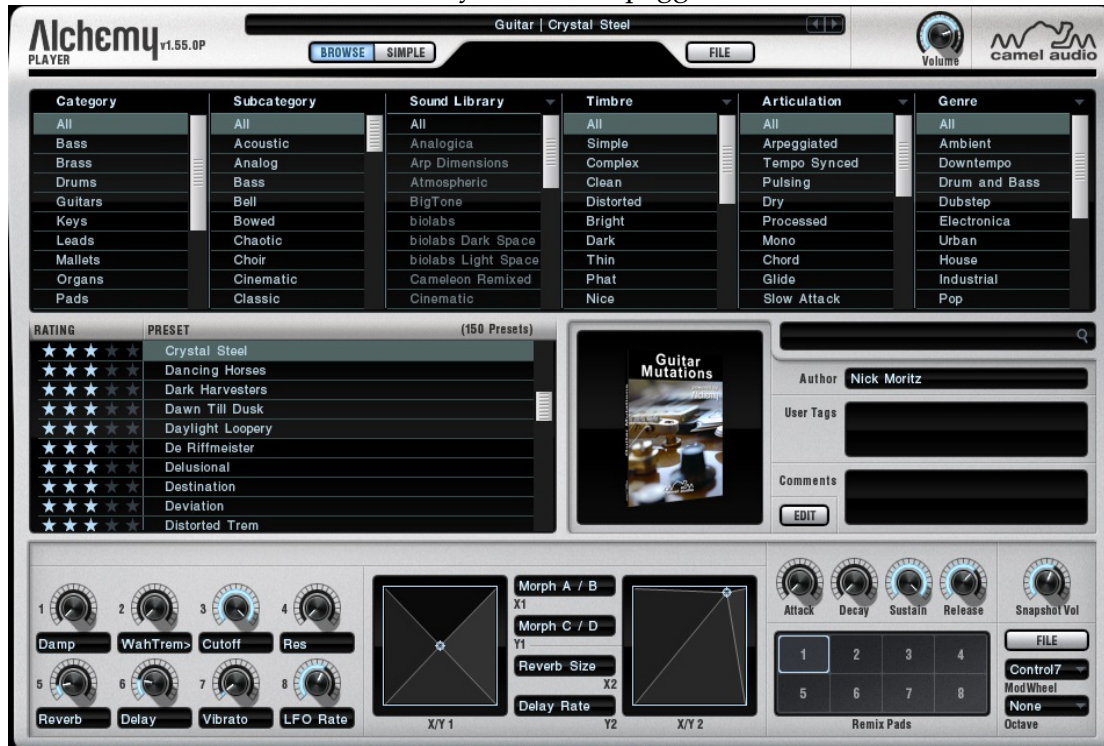 Guitar | Crystal Steel
Alchemy v1.55.0P
PLAYER
BROWSE SIMPLE FILE
Volume
camel audio
Category Subcategory Sound Library Timbre Articulation Genre
All All All All All All
Bass Acoustic Analogica Simple Arpeggiated Ambient
Brass Analog Arp Dimensions Complex Tempo Synced Downtempo
Drums Bass Atmospheric Clean Pulsing Drum and Bass
Guitars Bell BigTone Distorted Dry Dubstep
Keys Bowed biolabs Bright Processed Electronica
Leads Chaotic biolabs Dark Space Dark Mono Urban
Mallets Choir biolabs Light Space Thin Chord House
Organs Cinematic Cameleon Remixed Phat Glide Industrial
Pads Classic Cinematic Nice Slow Attack Pop
RATING PRESET (150 Presets)
Crystal Steel
Dancing Horses
Dark Harvesters
Dawn Till Dusk
Daylight Loopery
De Riffmeister
Delusional
Destination
Deviation
Distorted Trem
Guitar
Mutations
Alchemy
Author Nick Moritz
User Tags
Comments
EDIT
1 2 3 4
Damp WahTrem> Cutoff Res
5 6 7 8
Reverb Delay Vibrato LFO Rate
X/Y 1
Morph A / B
X1
Morph C / D
Y1
Reverb Size
X2
Delay Rate
Y2
X/Y 2
Attack Decay Sustain Release Snapshot Vol
1 2 3 4
5 6 7 8
Remix Pads
FILE
Control7
ModWheel
None
Octave